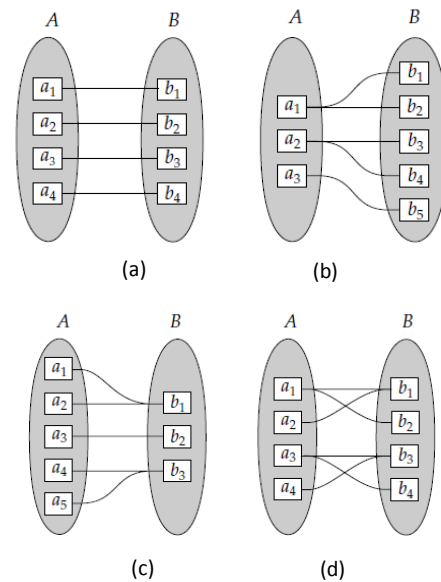 A B
a1 b1
a2 b2
a3 b3
a4 b4
(a)
A B
b1
a1 b2
a2 b3
a3 b4
b5
(b)
A B
a1
a2 b1
a3 b2
a4 b3
a5
(c)
A B
a1 b1
a2 b2
a3 b3
a4 b4
(d)